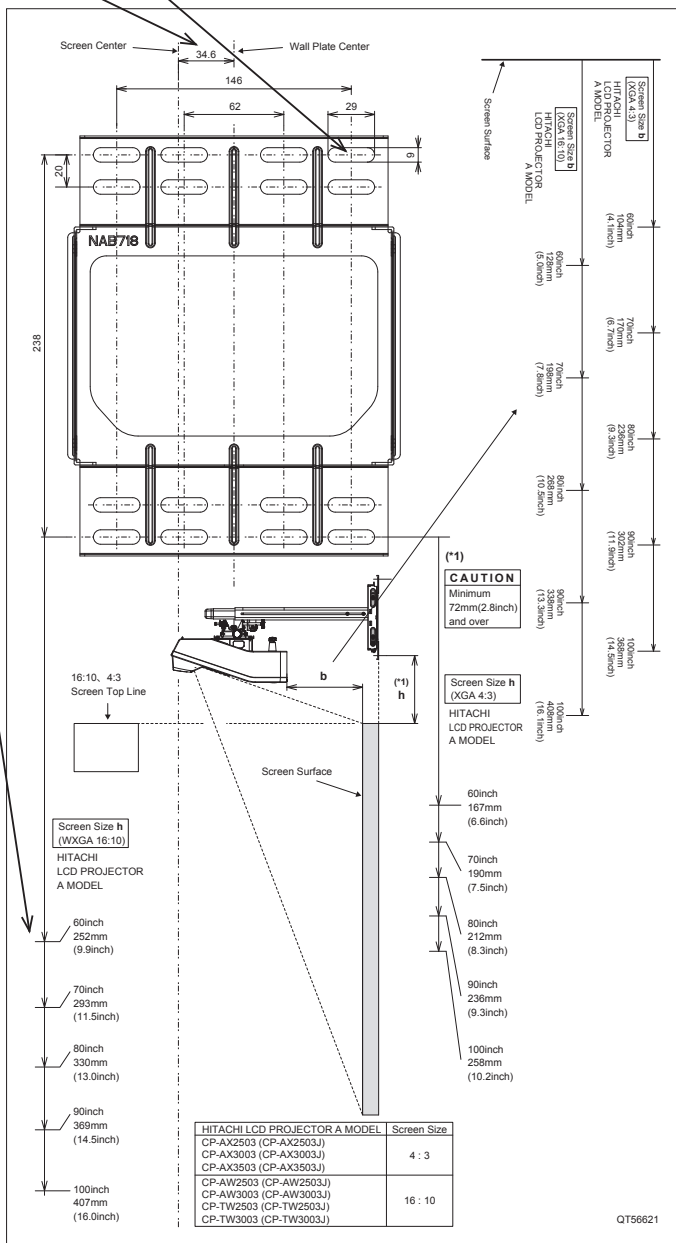 Screen Center
Wall Plate Center
34.6
146
62
29
9
20
238
NAB718
Screen Surface
Screen Size b
(XGA 16:10)
HITACHI
LCD PROJECTOR
A MODEL
60inch
128mm
(5.0inch)
70inch
198mm
(7.8inch)
80inch
268mm
(10.5inch)
90inch
338mm
(13.3inch)
100inch
408mm
(16.1inch)
Screen Size b
(XGA 4:3)
HITACHI
LCD PROJECTOR
A MODEL
60inch
104mm
(4.1inch)
70inch
170mm
(6.7inch)
80inch
236mm
(9.3inch)
90inch
302mm
(11.9inch)
100inch
368mm
(14.5inch)
(*1)
CAUTION
Minimum
72mm(2.8inch)
and over
b
(*1)
h
16:10、4:3
Screen Top Line
Screen Surface
Screen Size h
(XGA 4:3)
HITACHI
LCD PROJECTOR
A MODEL
60inch
167mm
(6.6inch)
70inch
190mm
(7.5inch)
80inch
212mm
(8.3inch)
90inch
236mm
(9.3inch)
100inch
258mm
(10.2inch)
Screen Size h
(WXGA 16:10)
HITACHI
LCD PROJECTOR
A MODEL
60inch
252mm
(9.9inch)
70inch
293mm
(11.5inch)
80inch
330mm
(13.0inch)
90inch
369mm
(14.5inch)
100inch
407mm
(16.0inch)
HITACHI LCD PROJECTOR A MODEL Screen Size
CP-AX2503 (CP-AX2503J)
CP-AX3003 (CP-AX3003J)
CP-AX3503 (CP-AX3503J)
4 : 3
CP-AW2503 (CP-AW2503J)
CP-AW3003 (CP-AW3003J)
CP-TW2503 (CP-TW2503J)
CP-TW3003 (CP-TW3003J)
16 : 10
QT56621